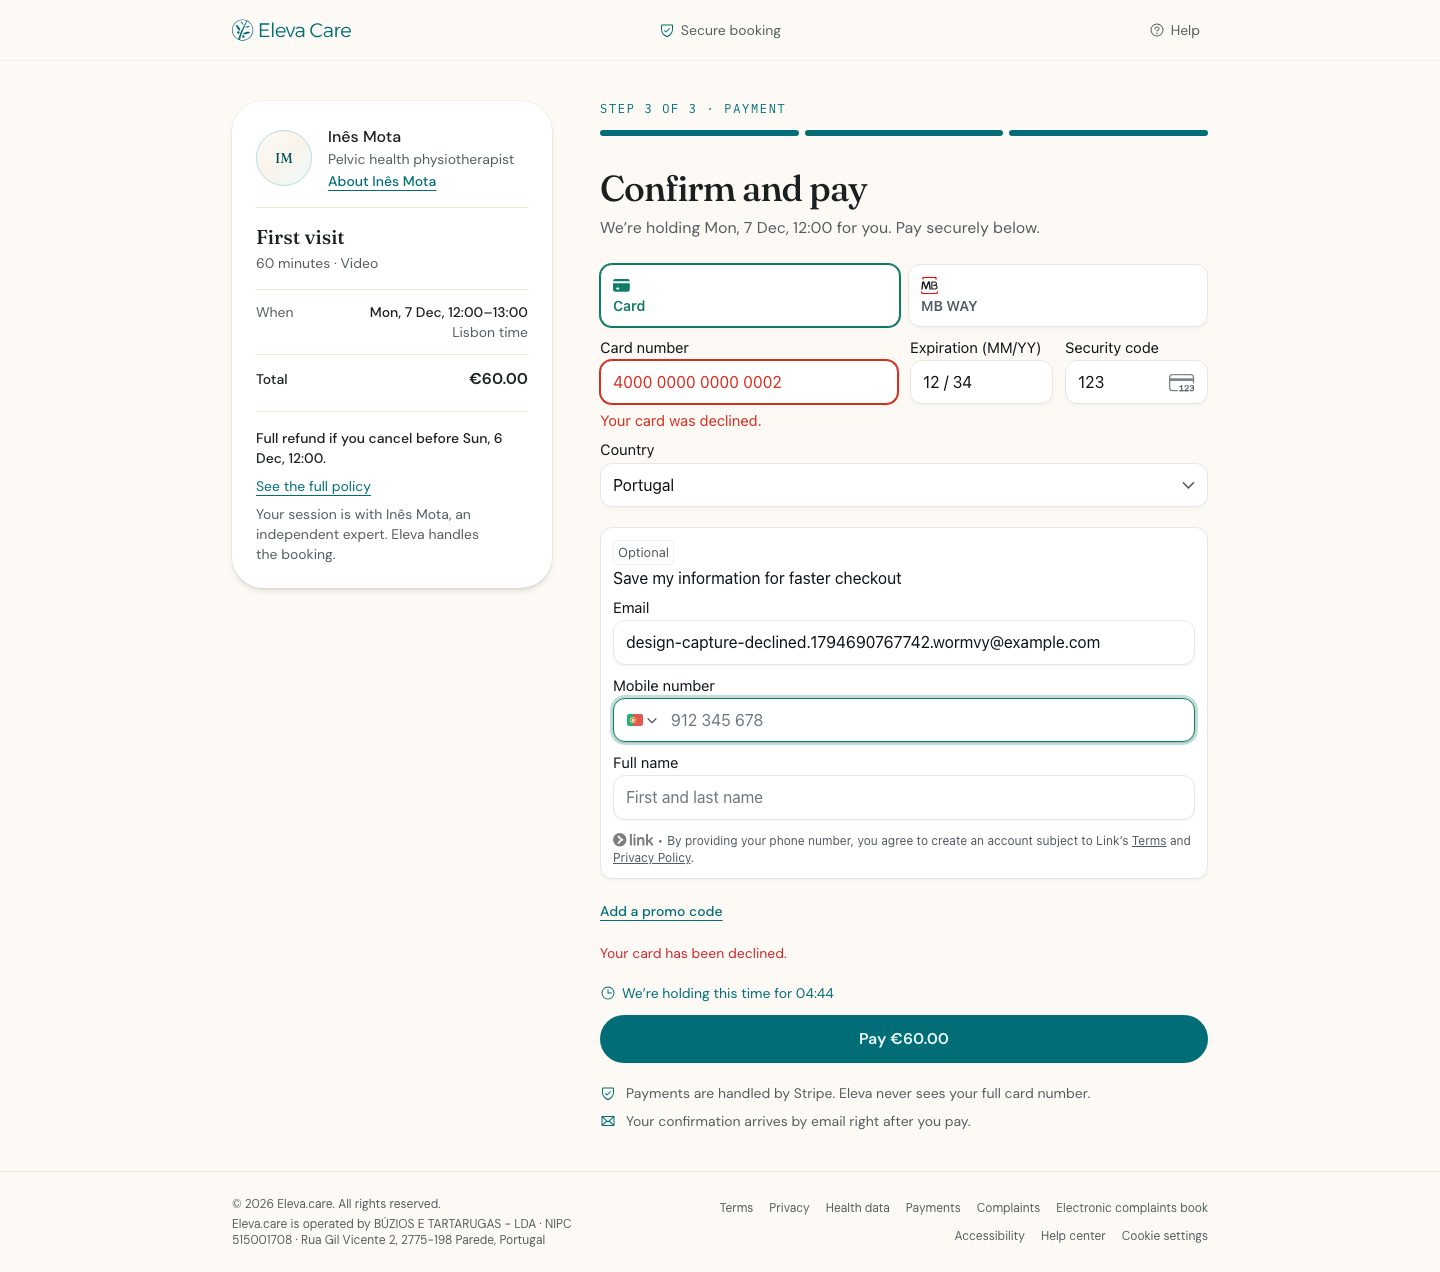 Eleva Care
Secure booking
Help
IM
Inês Mota
Pelvic health physiotherapist
About Inês Mota
First visit
60 minutes · Video
When
Mon, 7 Dec, 12:00–13:00
Lisbon time
Total
€60.00
Full refund if you cancel before Sun, 6
Dec, 12:00.
See the full policy
Your session is with Inês Mota, an
independent expert. Eleva handles
the booking.
STEP 3 OF 3 · PAYMENT
Confirm and pay
We’re holding Mon, 7 Dec, 12:00 for you. Pay securely below.
Card
MB
MB WAY
Card number
Expiration (MM/YY)
Security code
4000 0000 0000 0002
12 / 34
123
123
Your card was declined.
Country
Portugal
Optional
Save my information for faster checkout
Email
design-capture-declined.1794690767742.wormvy@example.com
Mobile number
912 345 678
Full name
First and last name
link • By providing your phone number, you agree to create an account subject to Link’s Terms and
Privacy Policy.
Add a promo code
Your card has been declined.
We’re holding this time for 04:44
Pay €60.00
Payments are handled by Stripe. Eleva never sees your full card number.
Your confirmation arrives by email right after you pay.
© 2026 Eleva.care. All rights reserved.
Eleva.care is operated by BÚZIOS E TARTARUGAS - LDA · NIPC
515001708 · Rua Gil Vicente 2, 2775-198 Parede, Portugal
Terms Privacy Health data Payments Complaints Electronic complaints book
Accessibility Help center Cookie settings